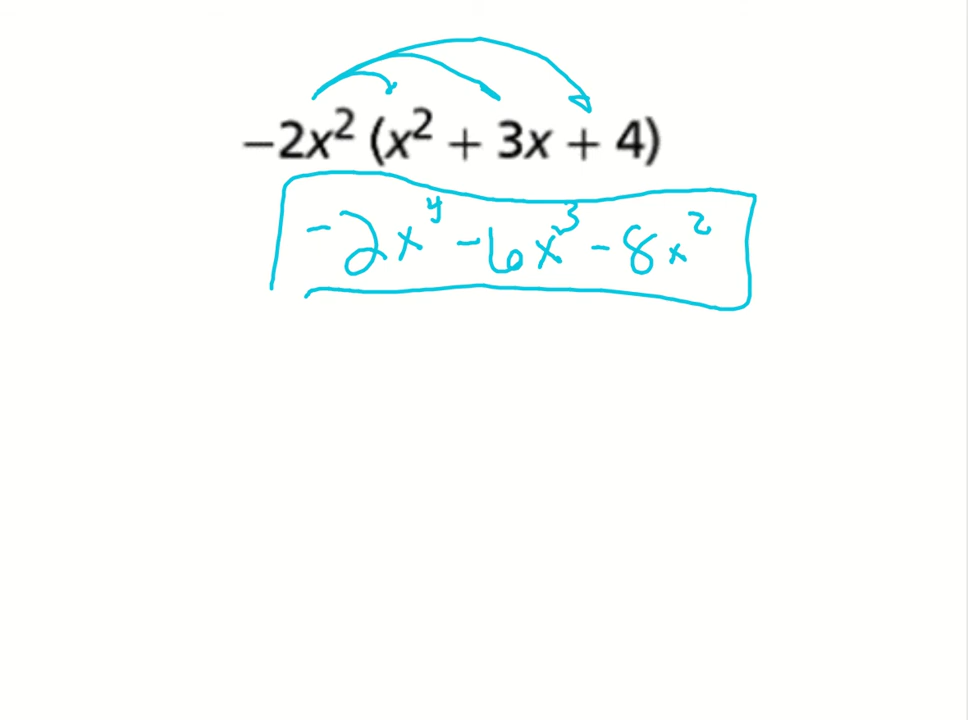 −2x² (x² + 3x + 4)
-2x⁴ -6x³ -8x²